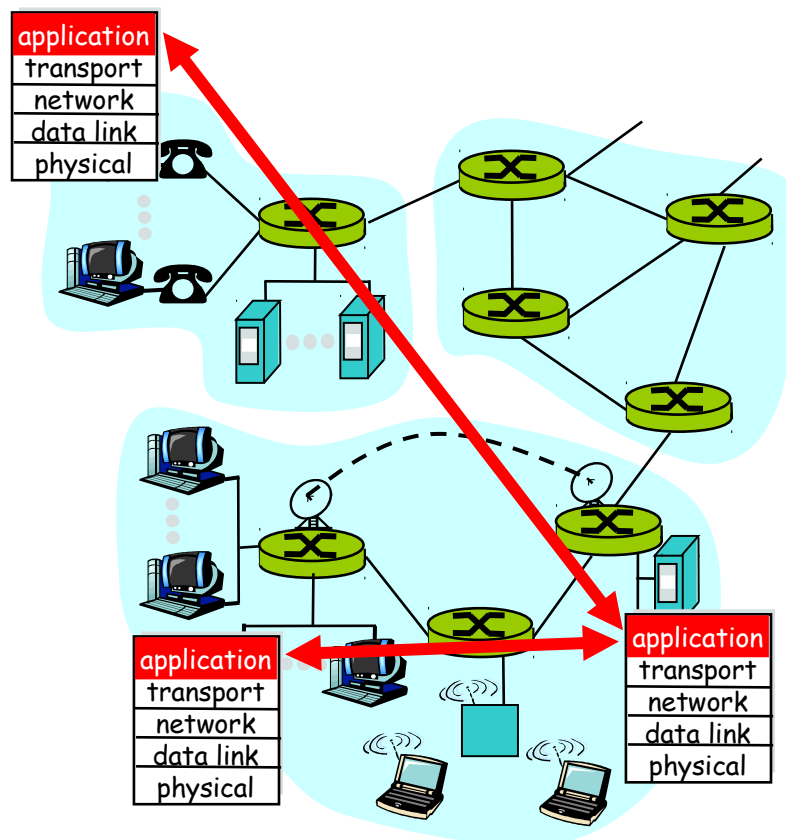 application
transport
network
data link
physical
application
transport
network
data link
physical
application
transport
network
data link
physical